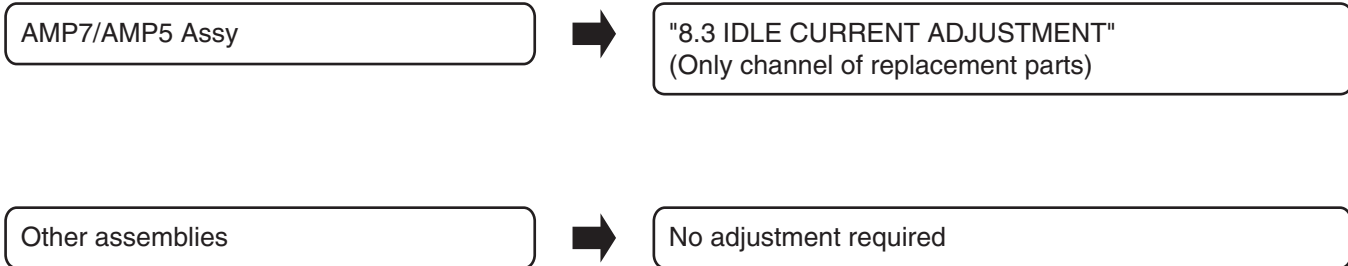 AMP7/AMP5 Assy
"8.3 IDLE CURRENT ADJUSTMENT"
(Only channel of replacement parts)
Other assemblies
No adjustment required